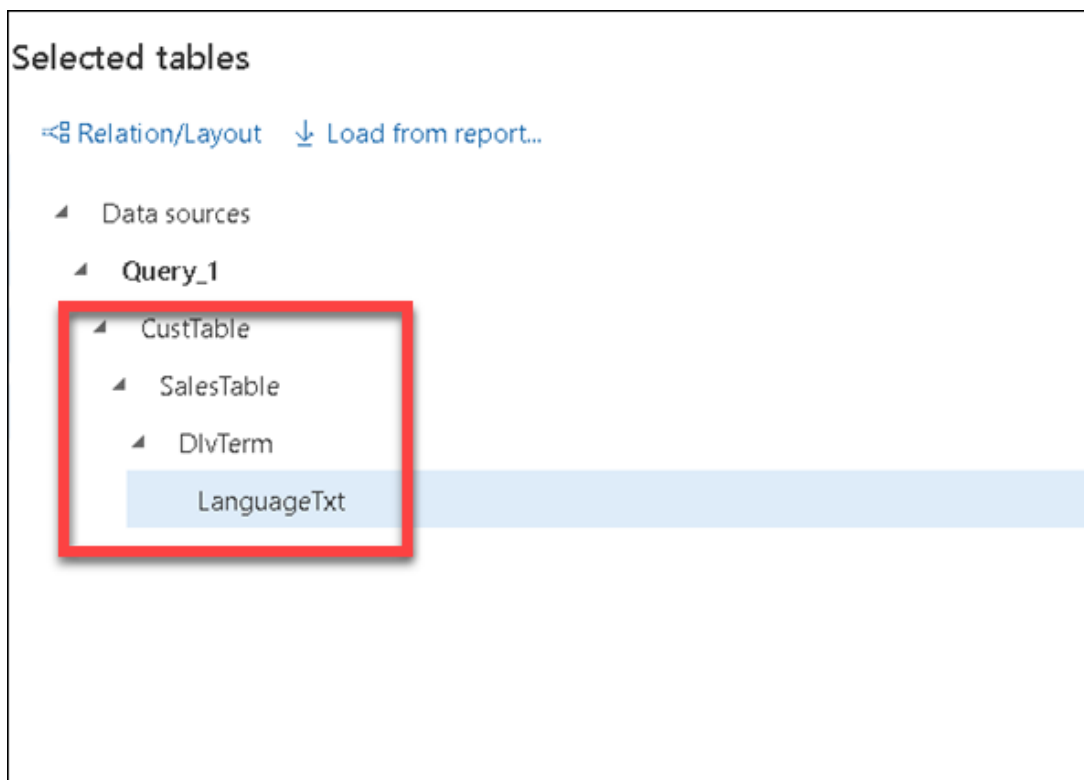 Selected tables
Relation/Layout Load from report...
Data sources
Query_1
CustTable
SalesTable
DlvTerm
LanguageTxt